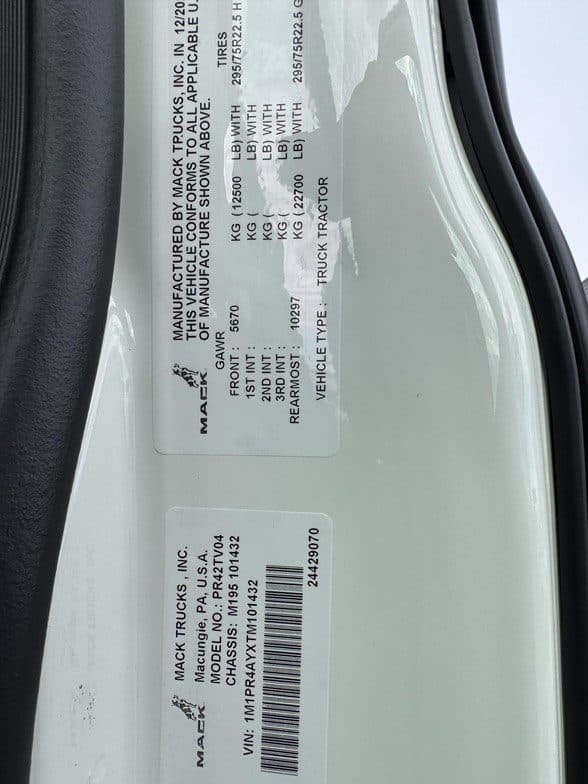 MACK
MANUFACTURED BY MACK TRUCKS, INC. IN 12/20
THIS VEHICLE CONFORMS TO ALL APPLICABLE U.
OF MANUFACTURE SHOWN ABOVE.
GAWR TIRES
FRONT : 5670 KG ( 12500 LB) WITH 295/75R22.5 H
1ST INT : KG ( LB) WITH
2ND INT : KG ( LB) WITH
3RD INT : KG ( LB) WITH
REARMOST : 10297 KG ( 22700 LB) WITH 295/75R22.5 G
VEHICLE TYPE : TRUCK TRACTOR
MACK
MACK TRUCKS , INC.
Macungie, PA, U.S.A.
MODEL NO.: PR42TV04
CHASSIS: M195 101432
VIN: 1M1PR4AYXTM101432
24429070